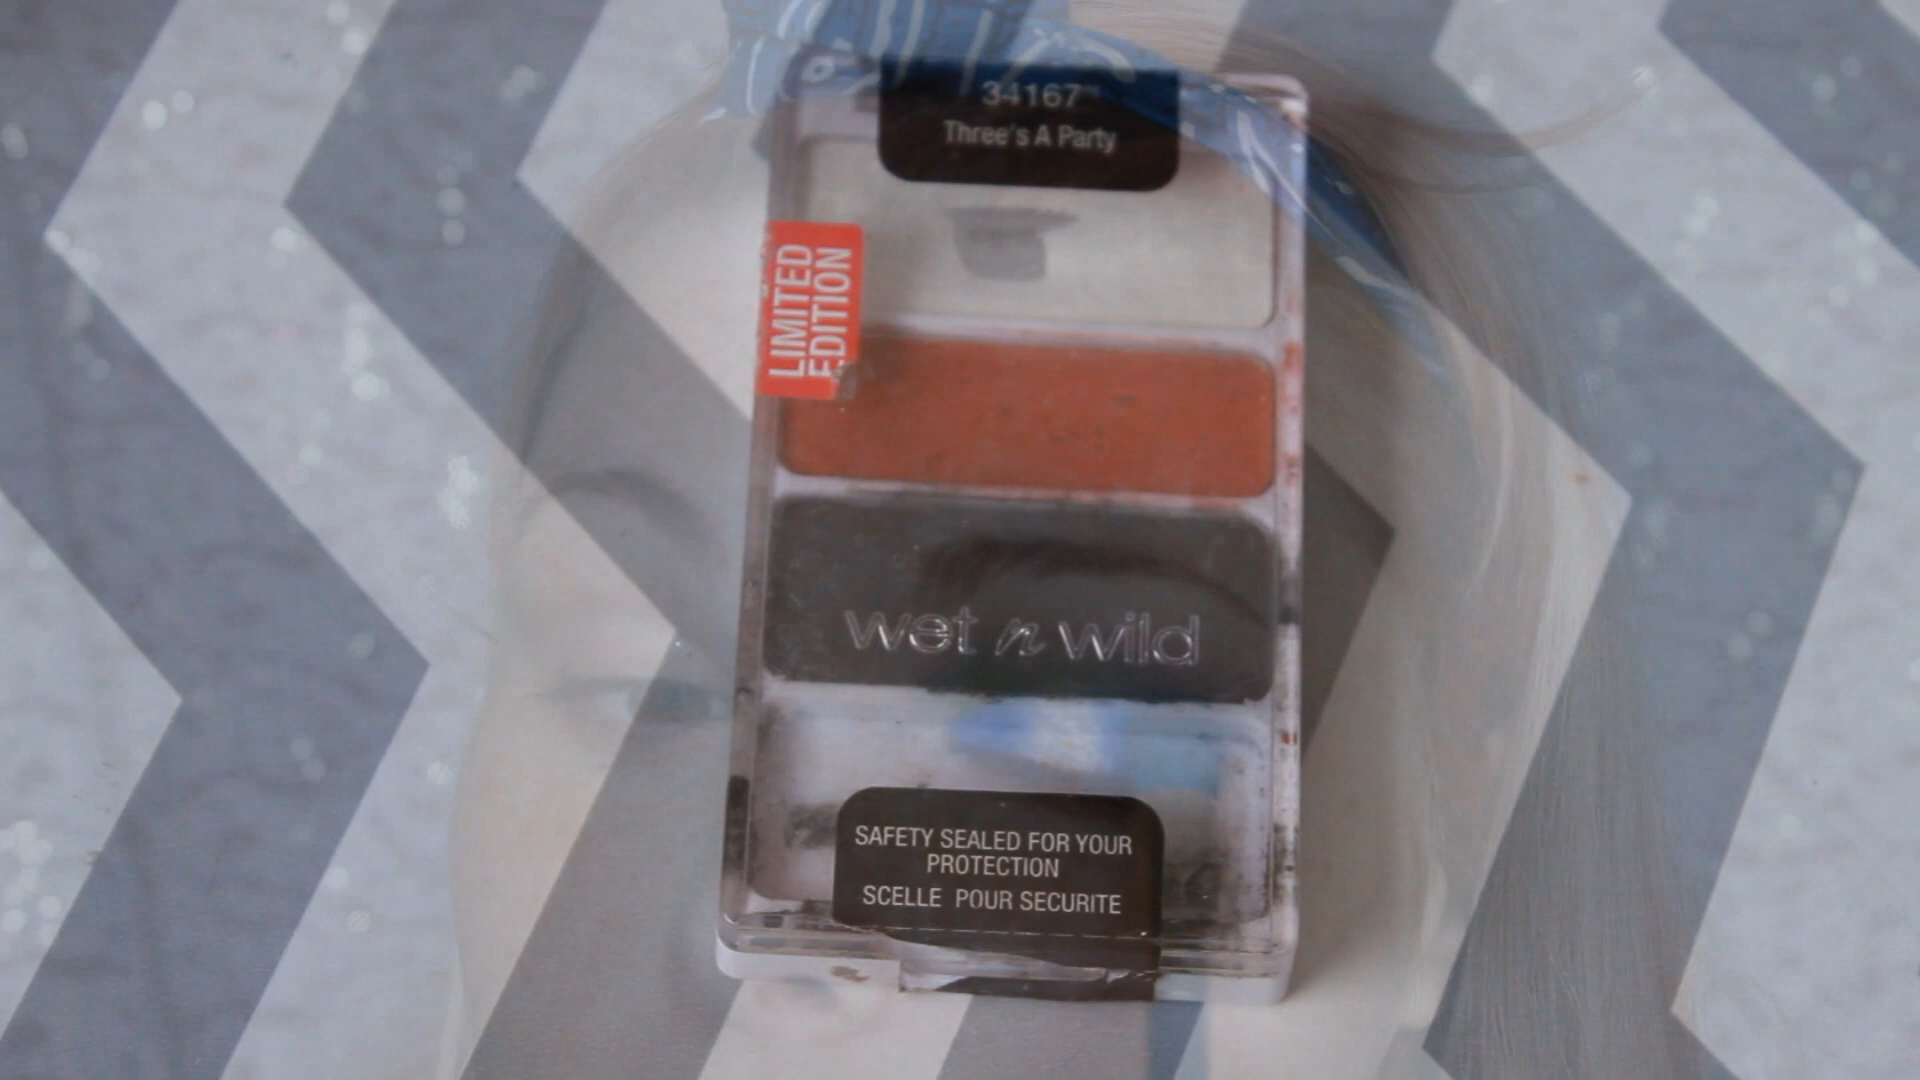 34167
Three's A Party
LIMITED
EDITION
wet n wild
SAFETY SEALED FOR YOUR
PROTECTION
SCELLE POUR SECURITE